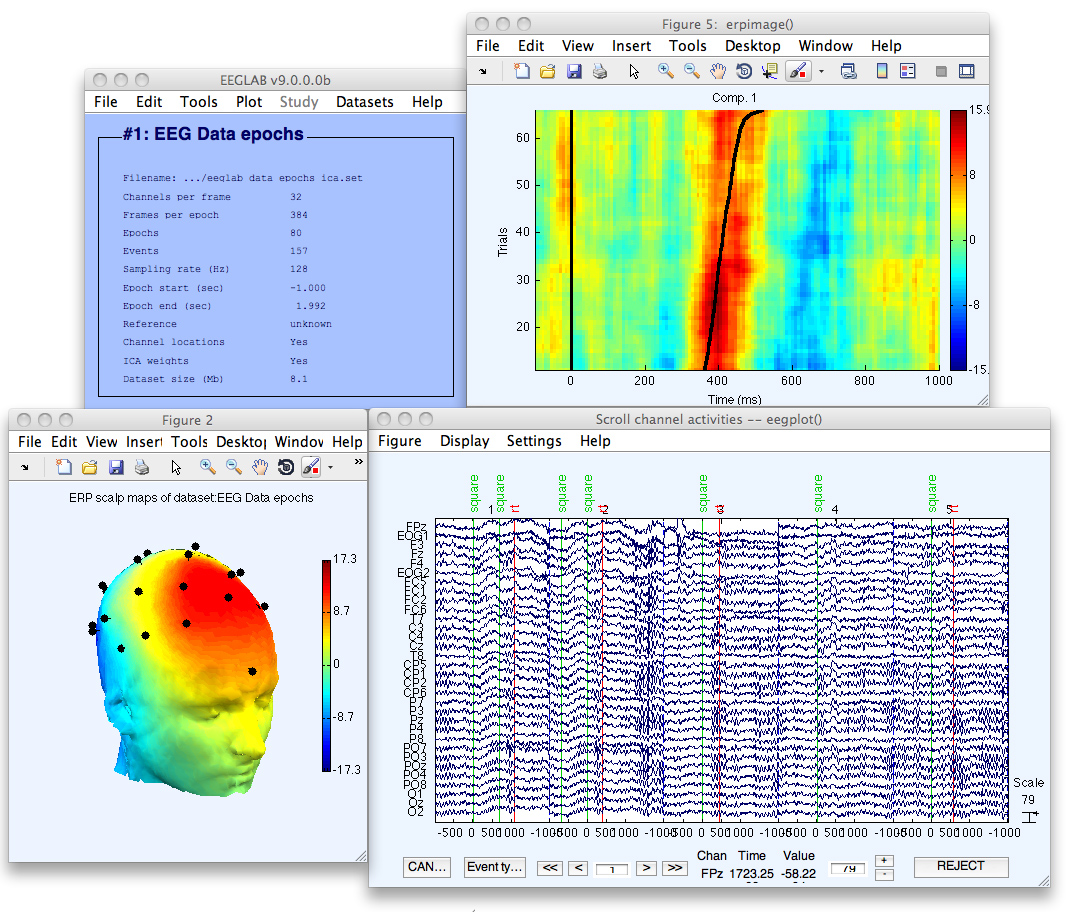 Figure 5: erpimage()
File Edit View Insert Tools Desktop Window Help
Comp. 1
60
50
40
30
20
Trials
0 200 400 600 800 1000
Time (ms)
15.9
8
0
-8
-15.
EEGLAB v9.0.0.0b
File Edit Tools Plot Study Datasets Help
#1: EEG Data epochs
Filename: .../eeglab data epochs ica.set
Channels per frame 32
Frames per epoch 384
Epochs 80
Events 157
Sampling rate (Hz) 128
Epoch start (sec) -1.000
Epoch end (sec) 1.992
Reference unknown
Channel locations Yes
ICA weights Yes
Dataset size (Mb) 8.1
Figure 2
File Edit View Insert Tools Desktop Window Help
»
ERP scalp maps of dataset:EEG Data epochs
17.3
8.7
0
-8.7
-17.3
Scroll channel activities -- eegplot()
Figure Display Settings Help
square square rt square square square square square rt
1 2 3 4 5
FPz
EOG1
F3
Fz
F4
EOG2
FC5
FC1
FC2
FC6
T7
C3
C4
Cz
T8
CP5
CP1
CP2
CP6
P7
P3
Pz
P4
P8
PO7
PO3
POz
PO4
PO8
O1
Oz
O2
-500 0 500 1000 -1000 0 500 1000 -1000 -500 0 500 1000 -500 0 500 1000 -500 0 500 -1000
Scale
79
CAN... Event ty... << < 1 > >> Chan Time Value
FPz 1723.25 -58.22
79 + - REJECT